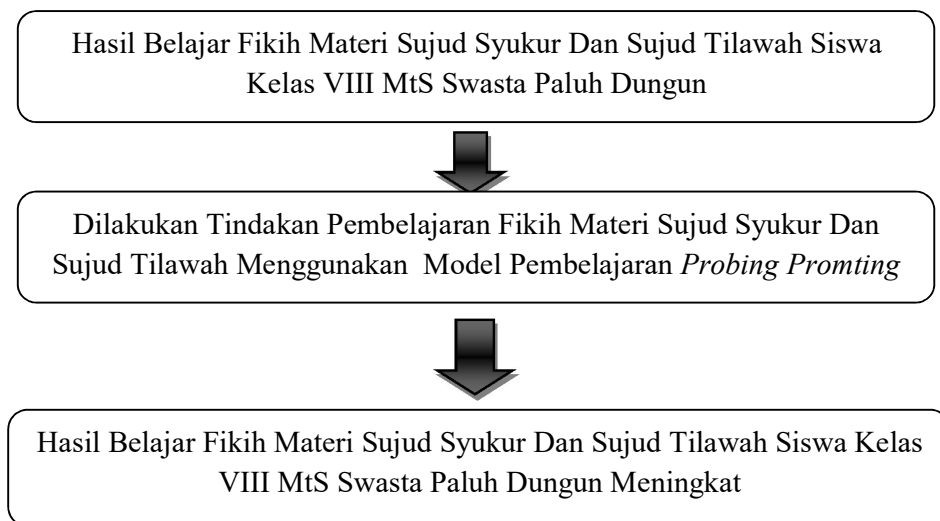 Hasil Belajar Fikih Materi Sujud Syukur Dan Sujud Tilawah Siswa
Kelas VIII MtS Swasta Paluh Dungun
Dilakukan Tindakan Pembelajaran Fikih Materi Sujud Syukur Dan
Sujud Tilawah Menggunakan Model Pembelajaran Probing Promting
Hasil Belajar Fikih Materi Sujud Syukur Dan Sujud Tilawah Siswa Kelas
VIII MtS Swasta Paluh Dungun Meningkat